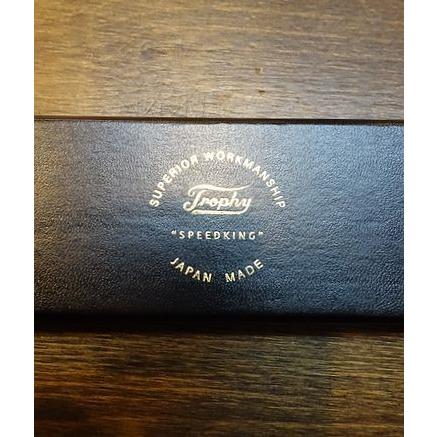 SUPERIOR WORKMANSHIP
Trophy
"SPEEDKING"
JAPAN MADE